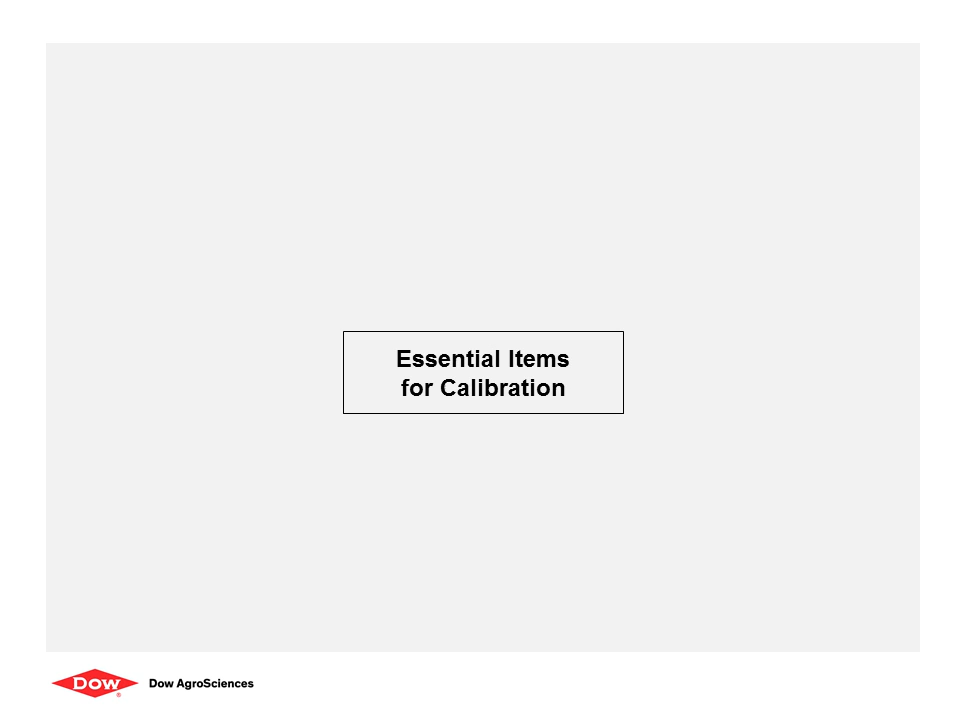 Essential Items
for Calibration
Dow
® Dow AgroSciences